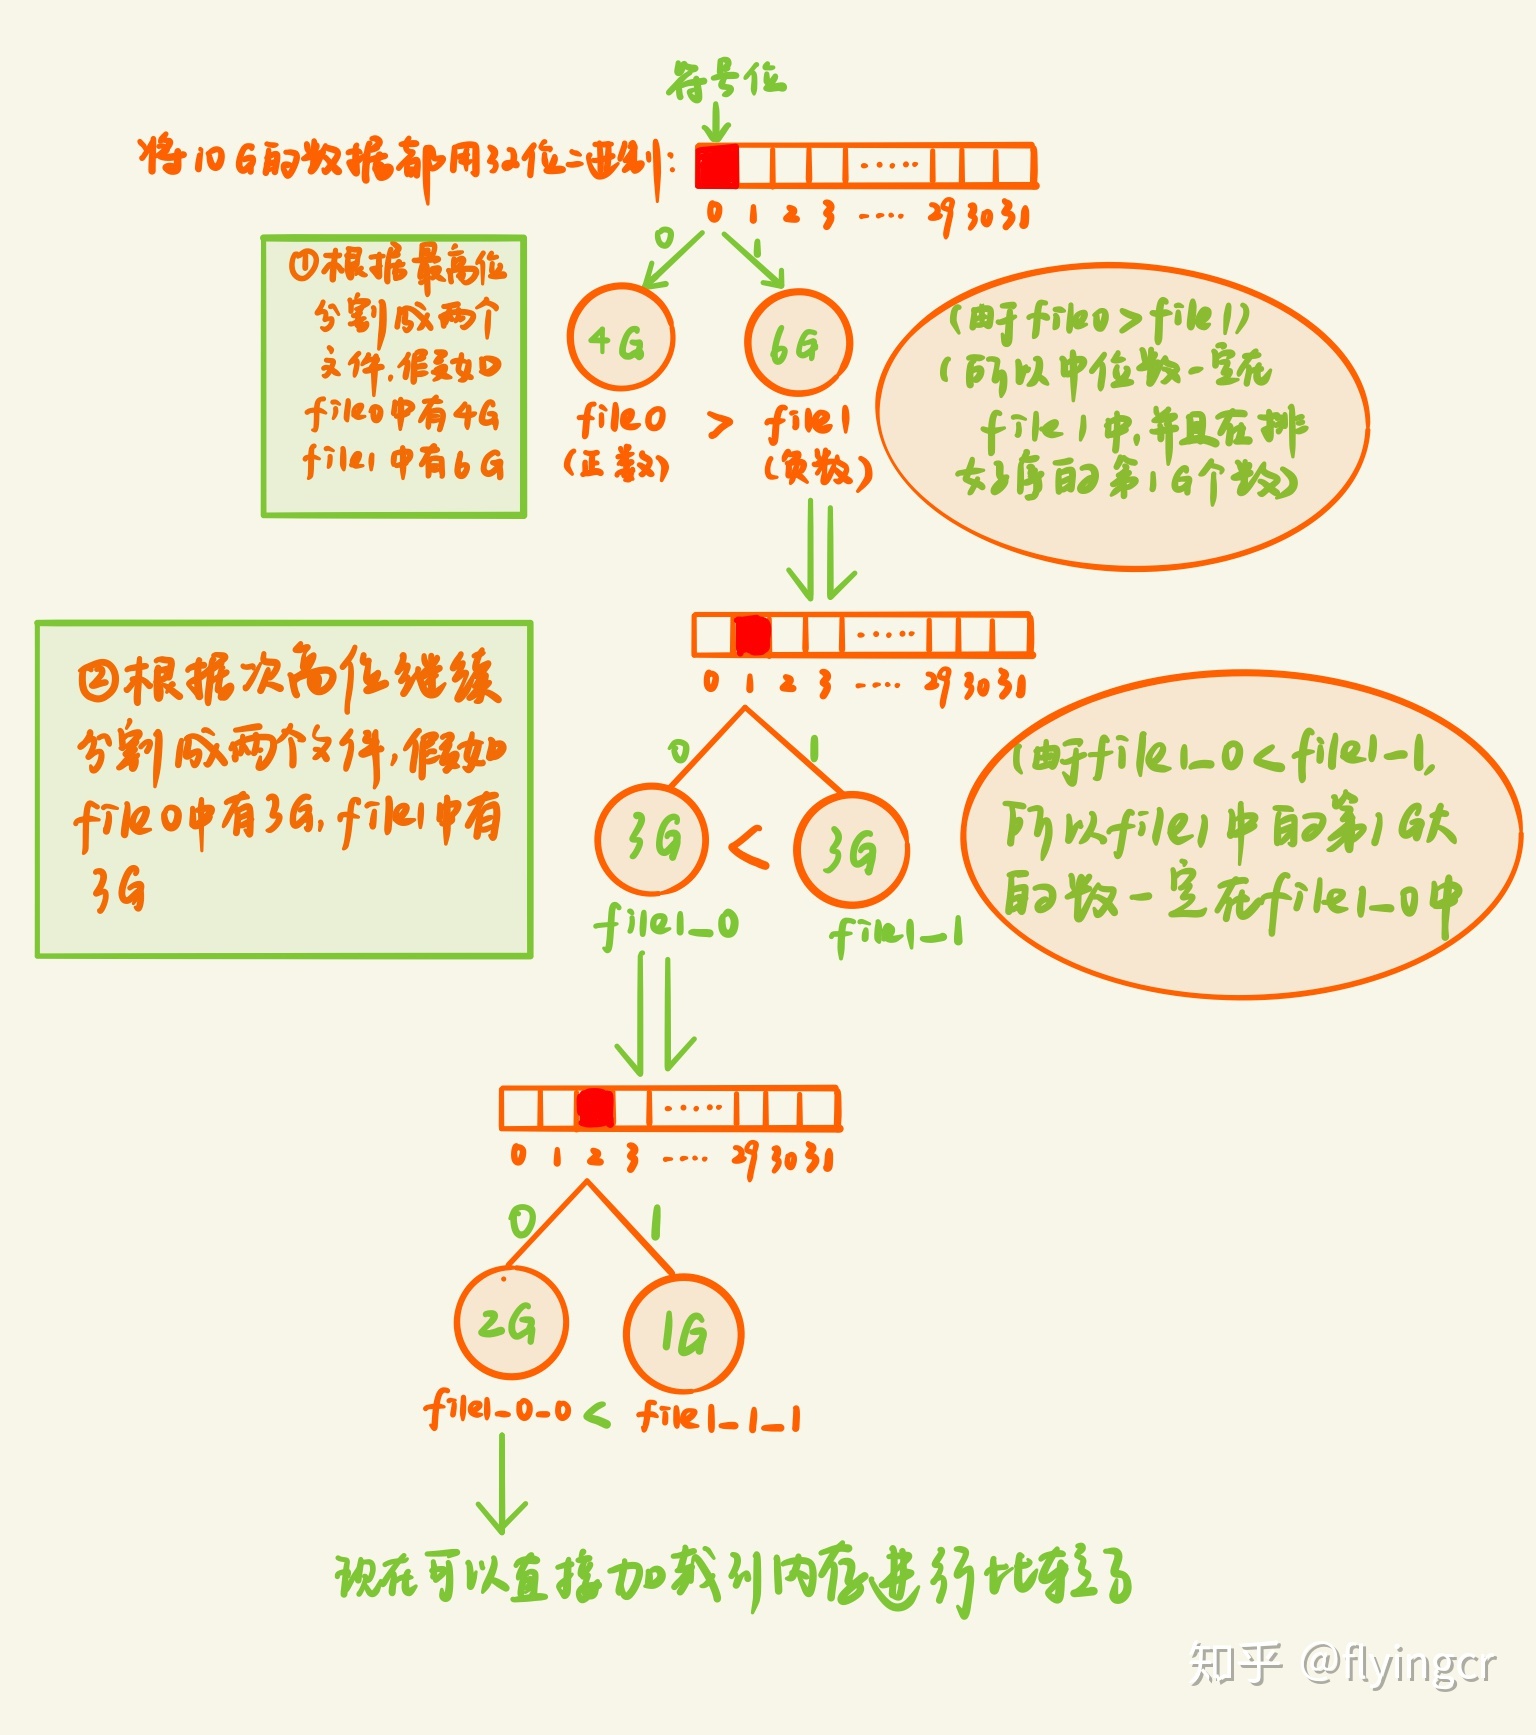 符号位
将10G的数据都用32位二进制:
0 1 2 3 ····· 29 30 31
0 1
①根据最高位
分割成两个
文件,假如
file0中有4G
file1中有6G
4G 6G
file0 > file1
(正数) (负数)
(由于file0>file1)
(所以中位数一定在
file1中,并且在排
好序的第1G个数)
0 1 2 3 ····· 29 30 31
0 1
②根据次高位继续
分割成两个文件,假如
file0中有3G,file1中有
3G
3G < 3G
file1_0 file1_1
(由于file1_0<file1-1,
所以file1中的第1G大
的数一定在file1_0中
0 1 2 3 ····· 29 30 31
0 1
2G 1G
file1_0_0 < file1_1_1
现在可以直接加载到内存进行比较了
知乎 @flyingcr